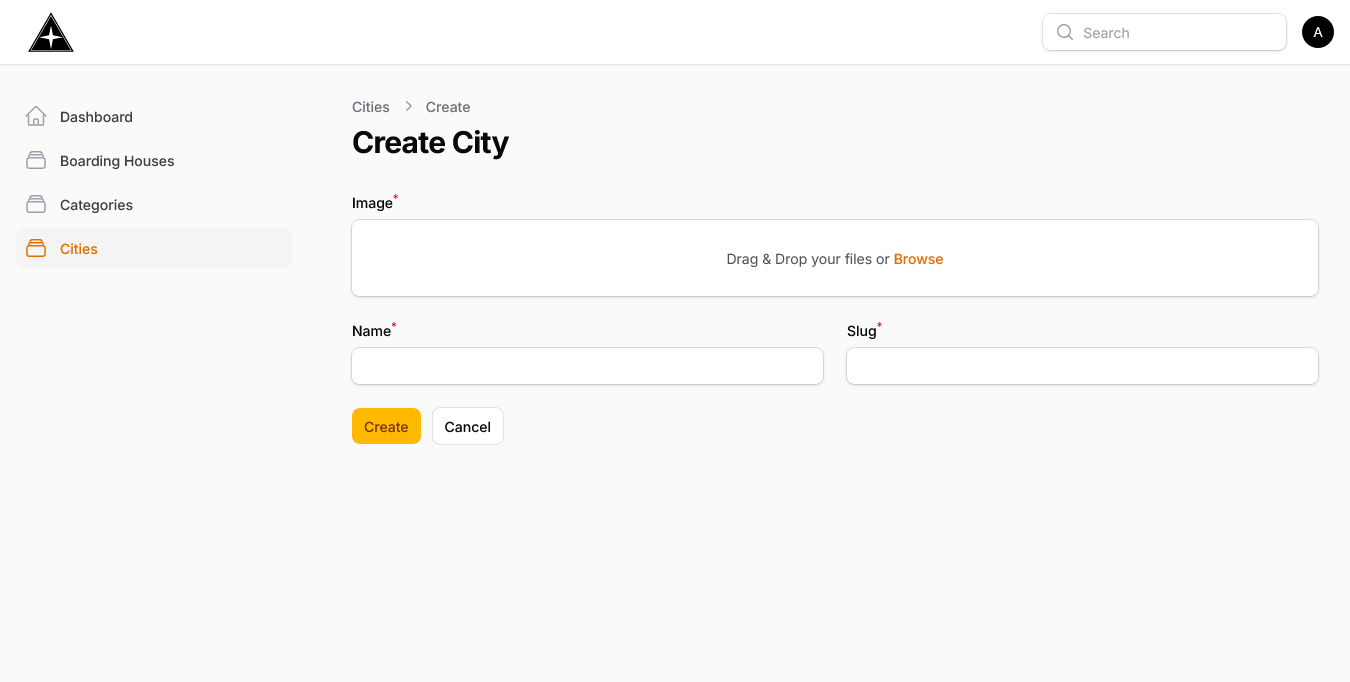 Search
A
Dashboard
Boarding Houses
Categories
Cities
Cities > Create
Create City
Image*
Drag & Drop your files or Browse
Name*
Slug*
Create
Cancel